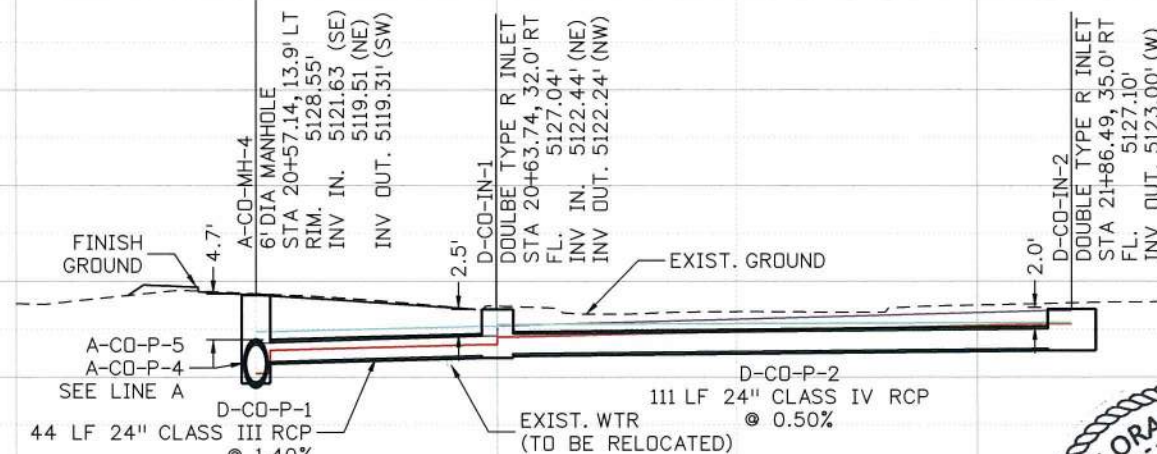 A-CO-MH-4
6' DIA MANHOLE
STA 20+57.14, 13.9' LT
RIM. 5128.55'
INV IN. 5121.63 (SE)
5119.51 (NE)
INV OUT. 5119.31' (SW)
D-CO-IN-1
DOULBE TYPE R INLET
STA 20+63.74, 32.0' RT
FL. 5127.04'
INV IN. 5122.44' (NE)
INV OUT. 5122.24' (NW)
D-CO-IN-2
DOUBLE TYPE R INLET
STA 21+86.49, 35.0' RT
FL. 5127.10'
INV OUT. 5123.00' (W)
FINISH
GROUND
4.7'
2.5'
EXIST. GROUND
2.0'
A-CO-P-5
A-CO-P-4
SEE LINE A
D-CO-P-1
44 LF 24" CLASS III RCP
@ 1.40%
EXIST. WTR
(TO BE RELOCATED)
D-CO-P-2
111 LF 24" CLASS IV RCP
@ 0.50%